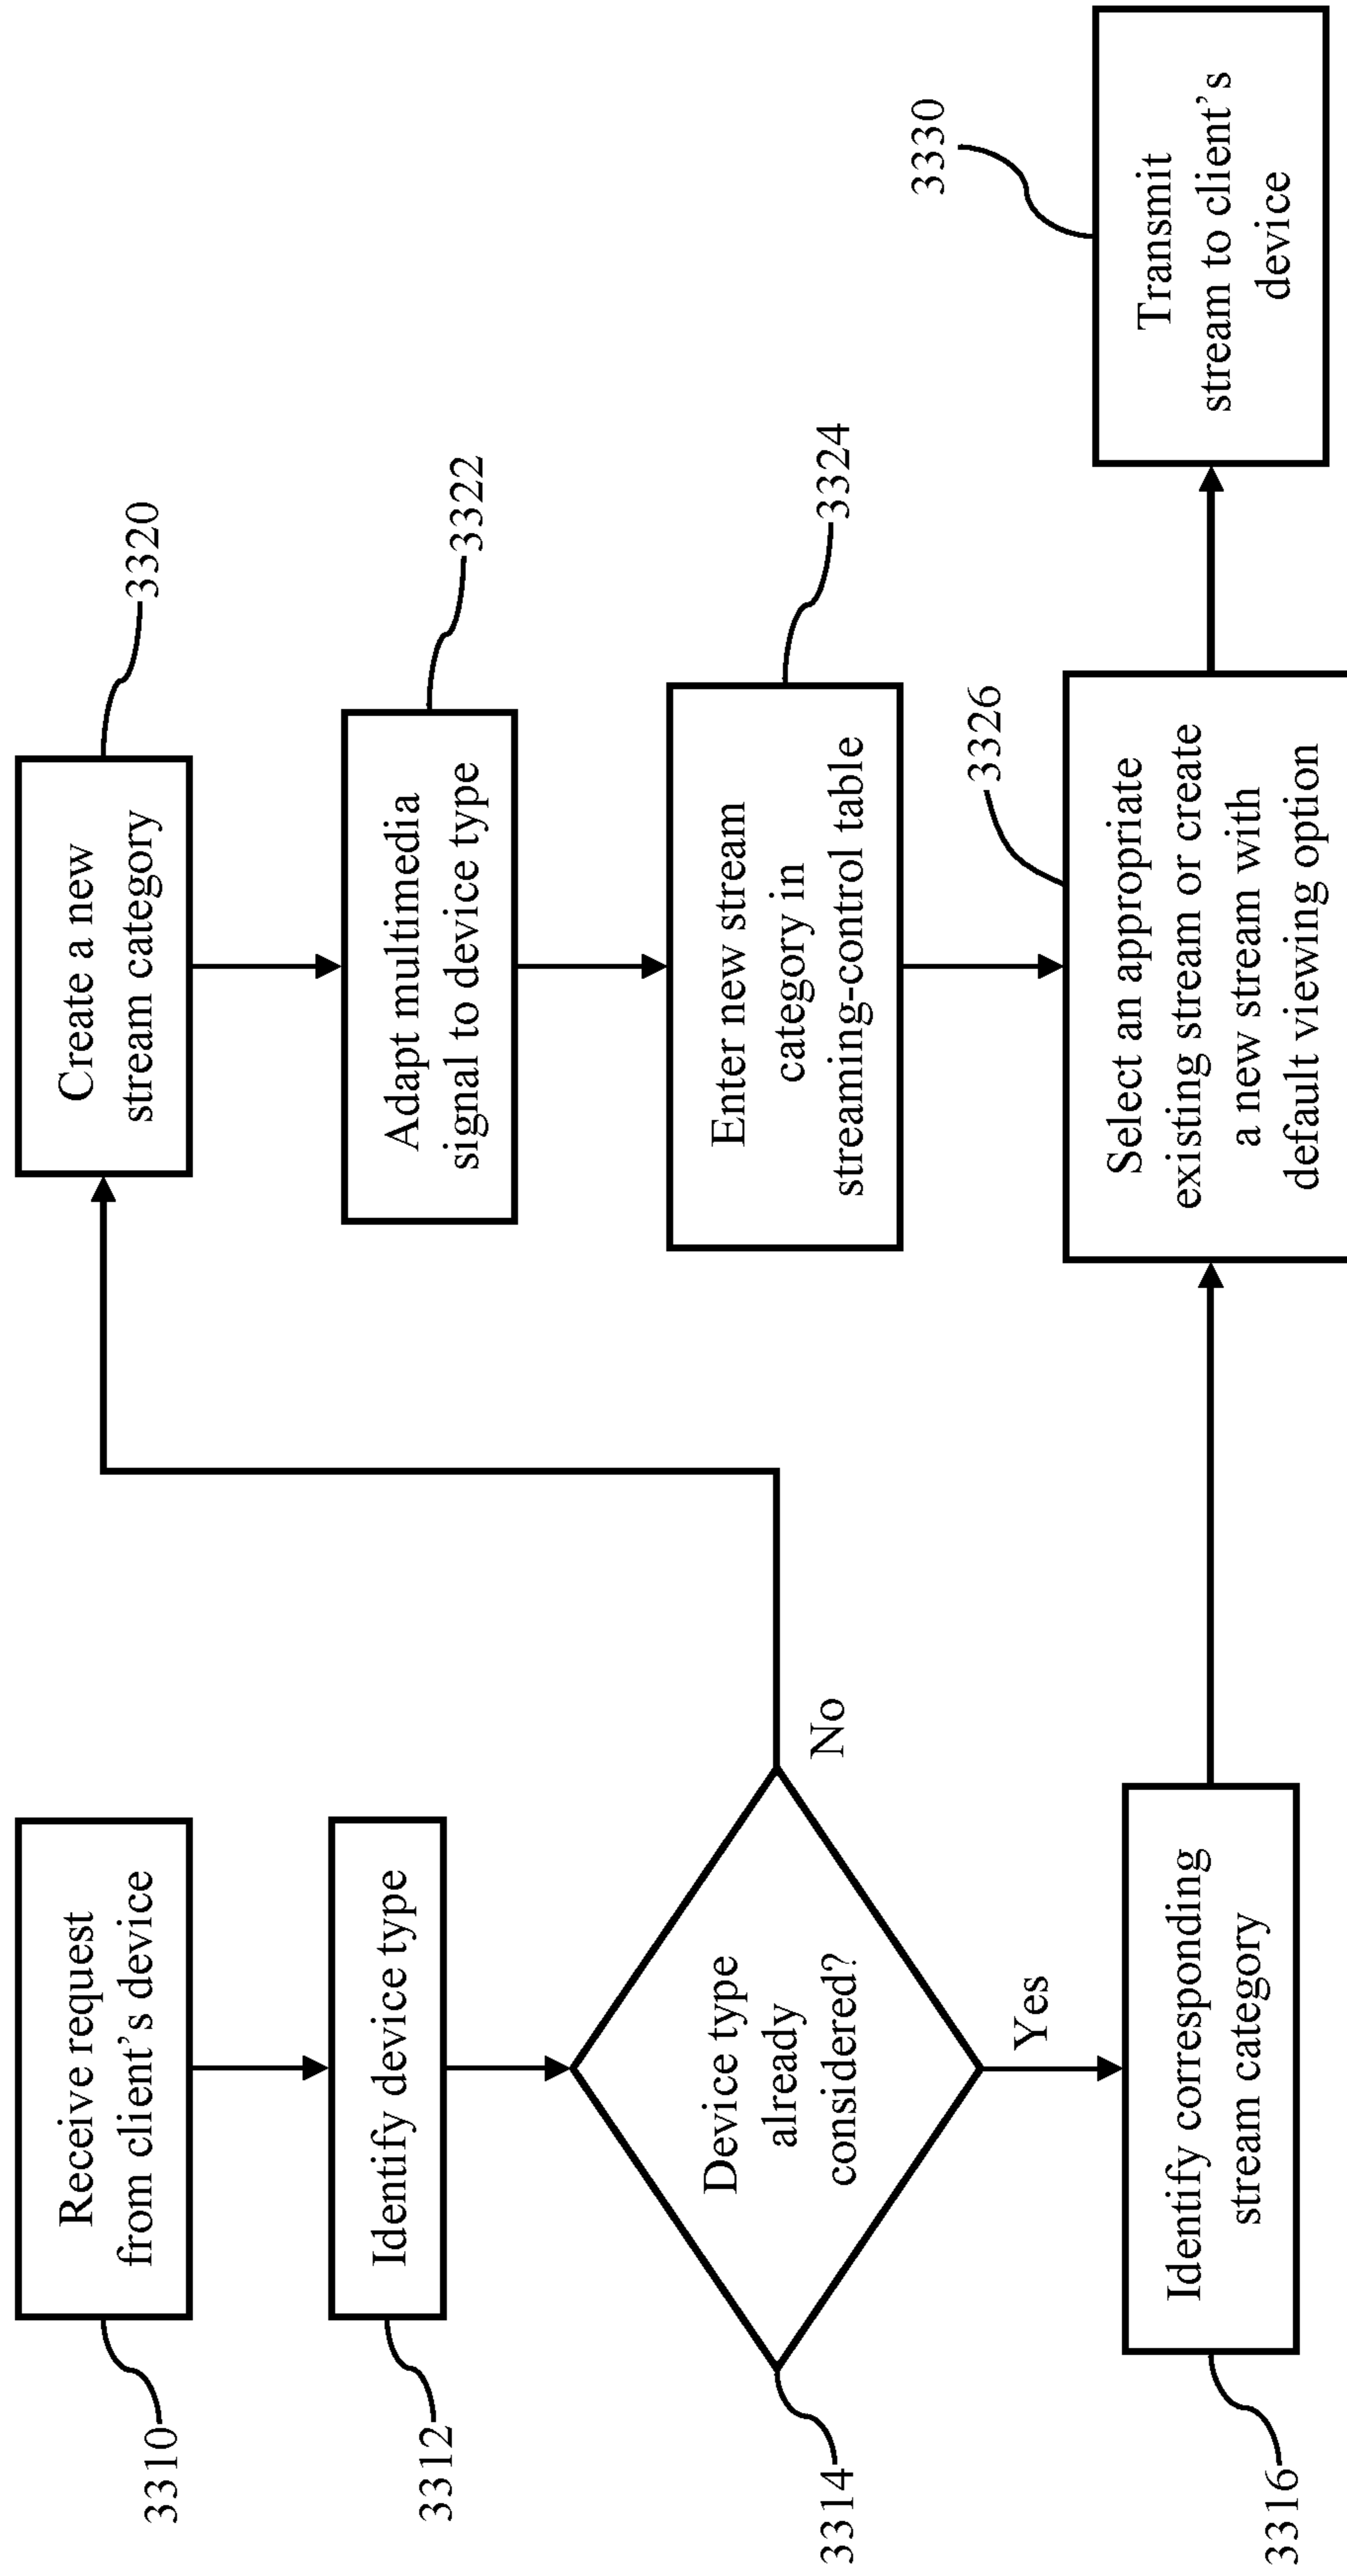 3310
Receive request
from client's device
3312
Identify device type
3314
Device type
already
considered?
No
Yes
3316
Identify corresponding
stream category
3320
Create a new
stream category
3322
Adapt multimedia
signal to device type
3324
Enter new stream
category in
streaming-control table
3326
Select an appropriate
existing stream or create
a new stream with
default viewing option
3330
Transmit
stream to client's
device